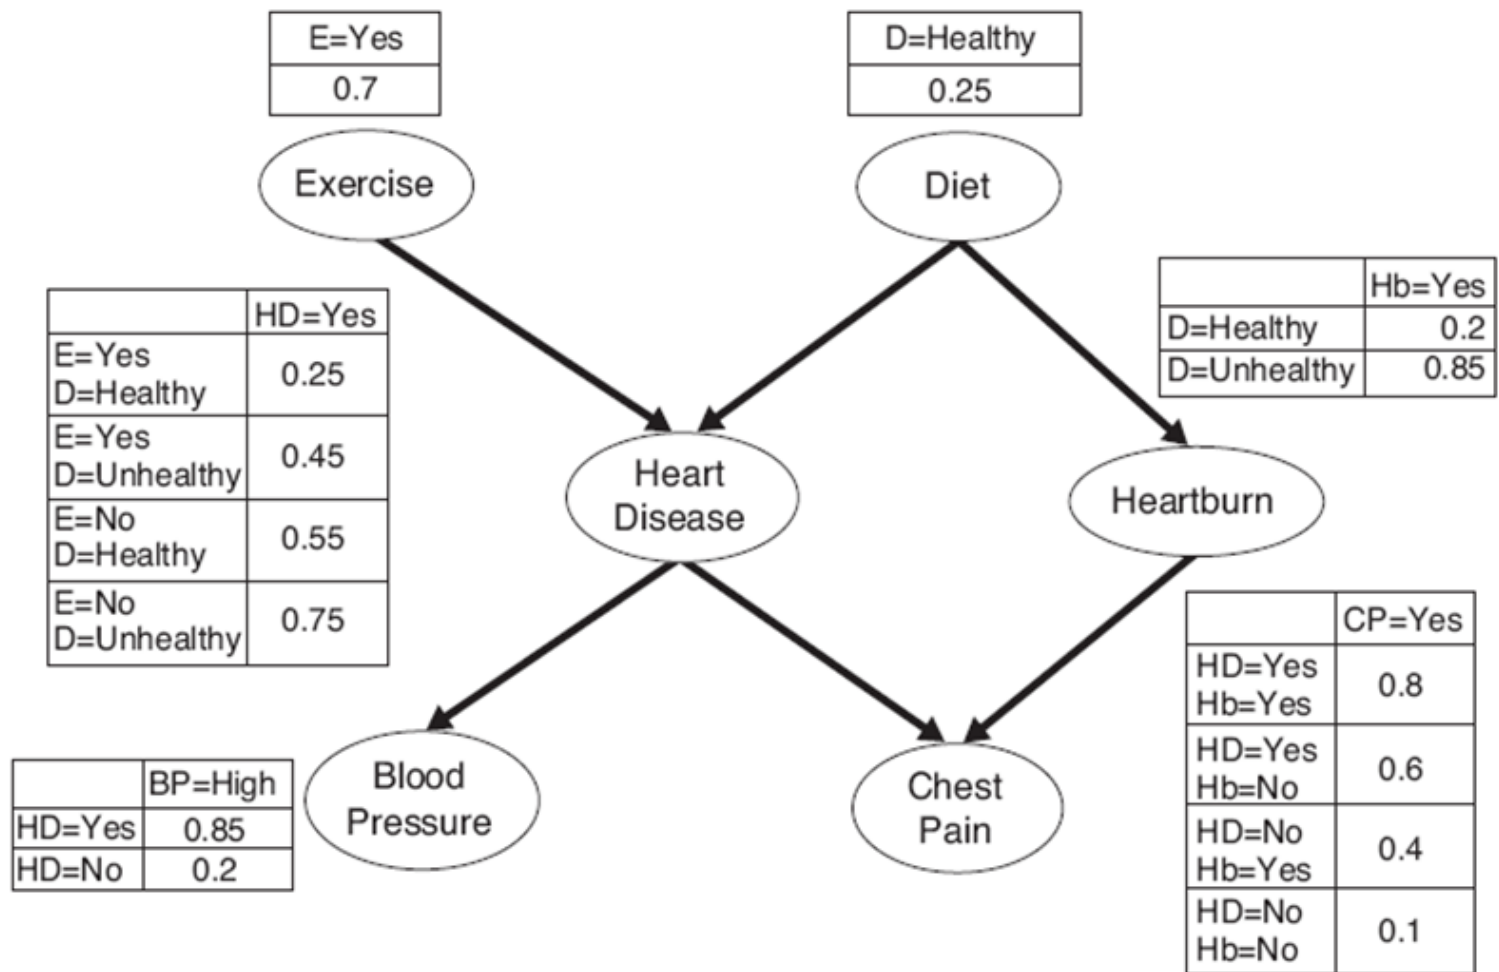 E=Yes
0.7
D=Healthy
0.25
Exercise
Diet
Hb=Yes
D=Healthy 0.2
D=Unhealthy 0.85
HD=Yes
E=Yes
D=Healthy
0.25
E=Yes
D=Unhealthy
0.45
E=No
D=Healthy
0.55
E=No
D=Unhealthy
0.75
Heart
Disease
Heartburn
CP=Yes
HD=Yes
Hb=Yes
0.8
HD=Yes
Hb=No
0.6
HD=No
Hb=Yes
0.4
HD=No
Hb=No
0.1
BP=High
HD=Yes 0.85
HD=No 0.2
Blood
Pressure
Chest
Pain